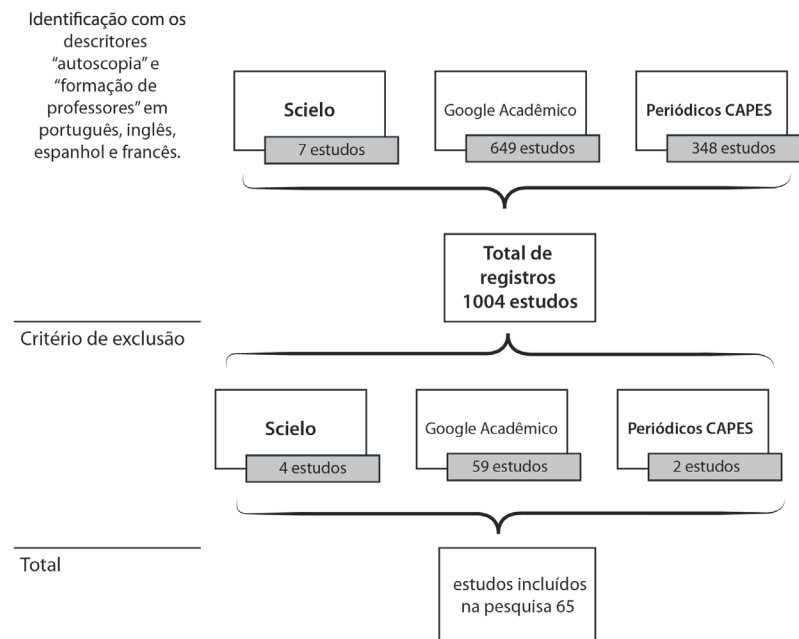 Identificação com os
descritores
“autoscopia” e
“formação de
professores” em
português, inglês,
espanhol e francês.
Scielo
7 estudos
Google Acadêmico
649 estudos
Periódicos CAPES
348 estudos
Total de
registros
1004 estudos
Critério de exclusão
Scielo
4 estudos
Google Acadêmico
59 estudos
Periódicos CAPES
2 estudos
Total
estudos incluídos
na pesquisa 65